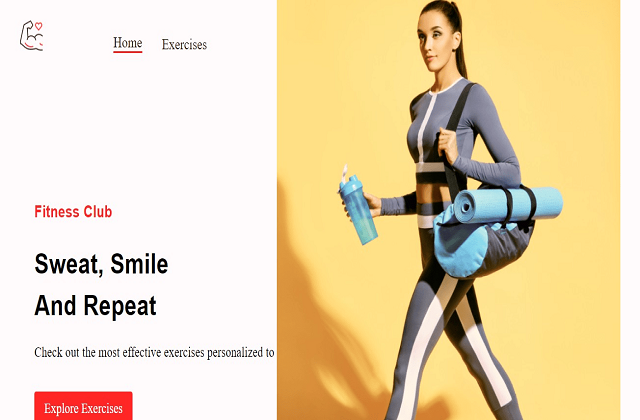 Home
Exercises
Fitness Club
Sweat, Smile
And Repeat
Check out the most effective exercises personalized to
Explore Exercises